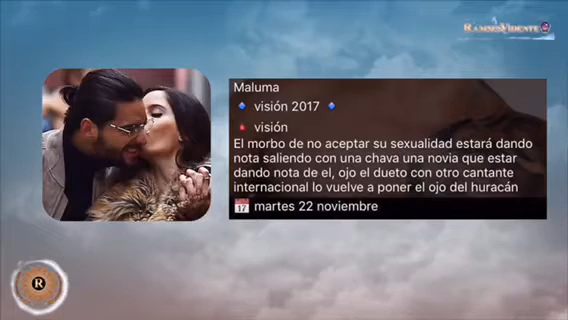 RAMSESVIDENTE
Maluma
visión 2017
visión
El morbo de no aceptar su sexualidad estará dando
nota saliendo con una chava una novia que estar
dando nota de el, ojo el dueto con otro cantante
internacional lo vuelve a poner el ojo del huracán
17 martes 22 noviembre
R